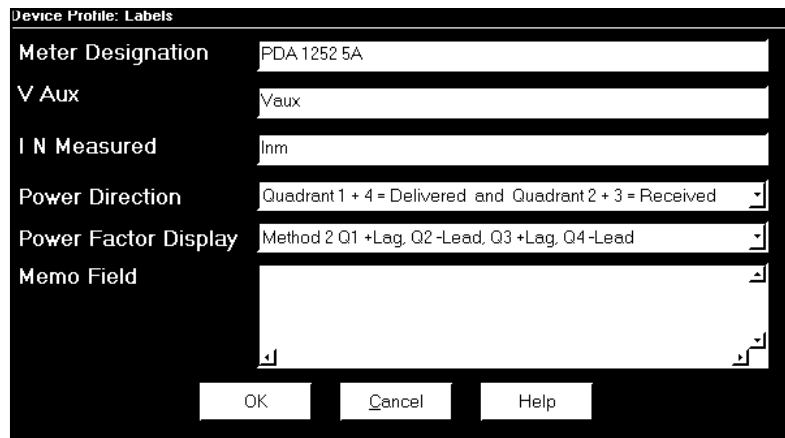 Device Profile: Labels
Meter Designation PDA 1252 5A
V Aux Vaux
I N Measured Inm
Power Direction Quadrant 1 + 4 = Delivered and Quadrant 2 + 3 = Received
Power Factor Display Method 2 Q1 +Lag, Q2 -Lead, Q3 +Lag, Q4 -Lead
Memo Field
OK Cancel Help